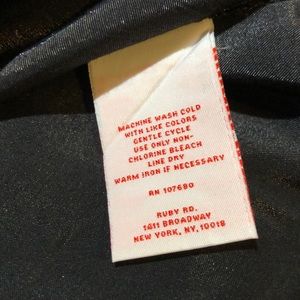 MACHINE WASH COLD
WITH LIKE COLORS
GENTLE CYCLE
USE ONLY NON-
CHLORINE BLEACH
LINE DRY
WARM IRON IF NECESSARY
RN 107680
RUBY RD.
1411 BROADWAY
NEW YORK, NY, 10018